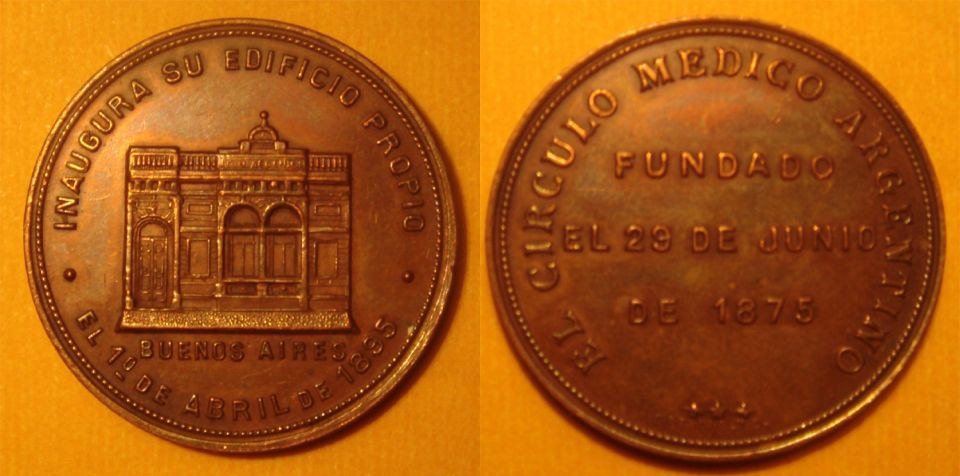 INAUGURA SU EDIFICIO PROPIO
BUENOS AIRES
EL 1º DE ABRIL DE 1895
EL CIRCULO MEDICO ARGENTINO
FUNDADO
EL 29 DE JUNIO
DE 1875